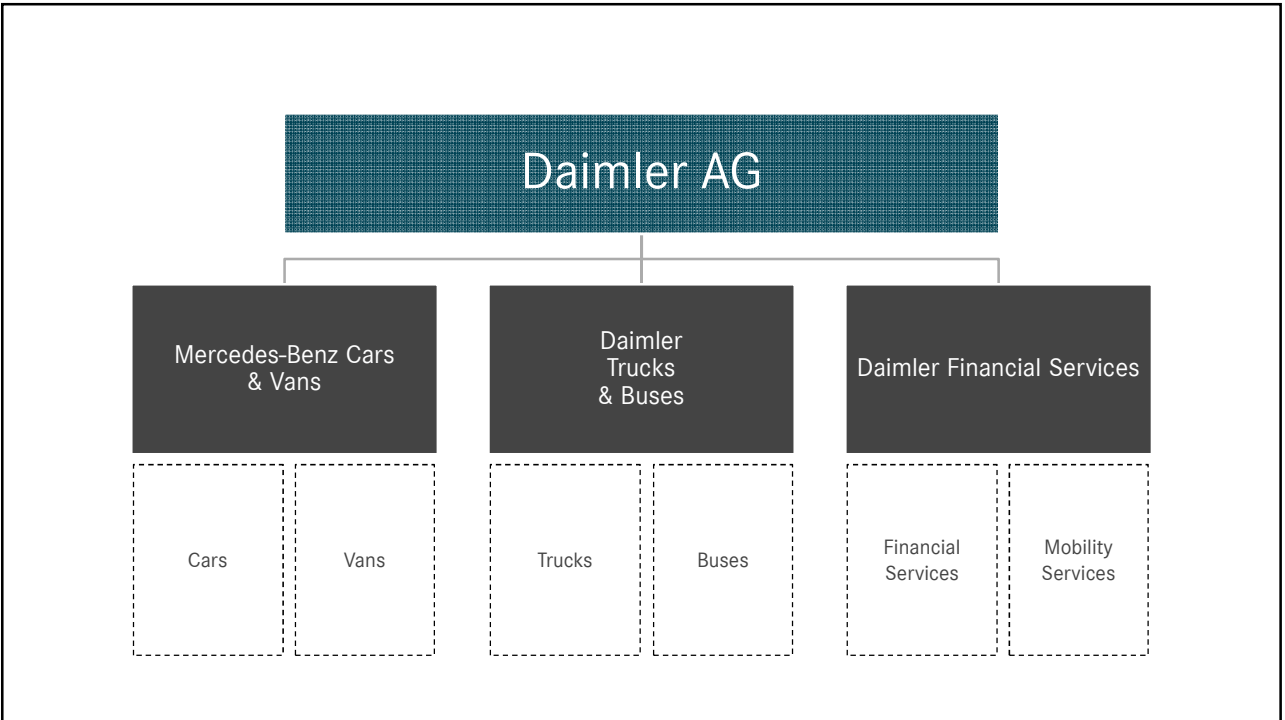 Daimler AG
Mercedes-Benz Cars
& Vans
Daimler
Trucks
& Buses
Daimler Financial Services
Cars
Vans
Trucks
Buses
Financial
Services
Mobility
Services